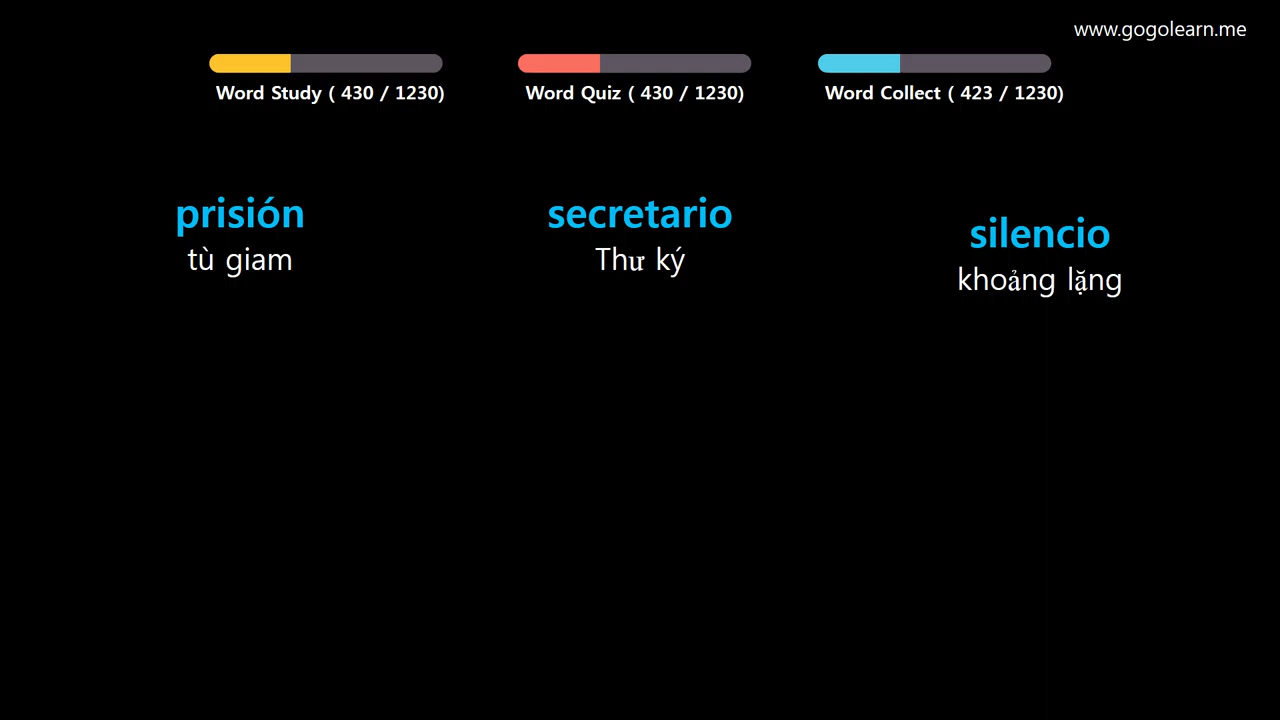 www.gogolearn.me
Word Study ( 430 / 1230)
Word Quiz ( 430 / 1230)
Word Collect ( 423 / 1230)
prisión
tù giam
secretario
Thư ký
silencio
khoảng lặng